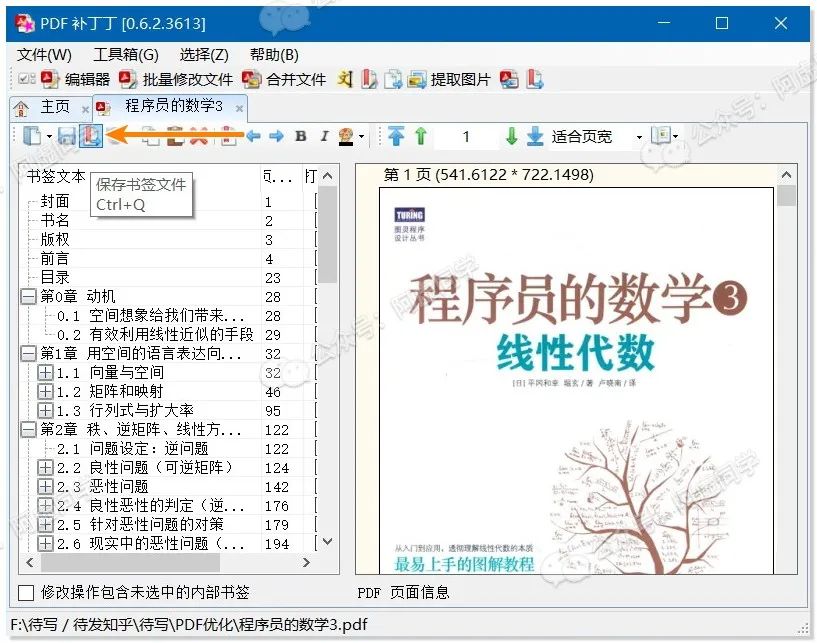 PDF 补丁丁 [0.6.2.3613]
文件(W) 工具箱(G) 选择(Z) 帮助(B)
编辑器 批量修改文件 合并文件 提取图片
主页 程序员的数学3
B I 1 适合页宽
书签文本 页... 打
保存书签文件
Ctrl+Q
封面 1
书名 2
版权 3
前言 4
目录 23
第0章 动机 28
0.1 空间想象给我们带来... 28
0.2 有效利用线性近似的手段 29
第1章 用空间的语言表达向... 32
1.1 向量与空间 32
1.2 矩阵和映射 46
1.3 行列式与扩大率 95
第2章 秩、逆矩阵、线性方... 122
2.1 问题设定：逆问题 122
2.2 良性问题（可逆矩阵） 124
2.3 恶性问题 142
2.4 良性恶性的判定（逆... 176
2.5 针对恶性问题的对策 179
2.6 现实中的恶性问题（... 194
第 1 页 (541.6122 * 722.1498)
TURING
图灵程序
设计丛书
程序员的数学3
线性代数
[日] 平冈和幸 堀玄 / 著 卢晓南 / 译
从入门到应用，透彻理解线性代数的本质
最易上手的图解教程
修改操作包含未选中的内部书签
PDF 页面信息
F:\待写 / 待发知乎\待写\PDF优化\程序员的数学3.pdf
公众号：阿虚同学